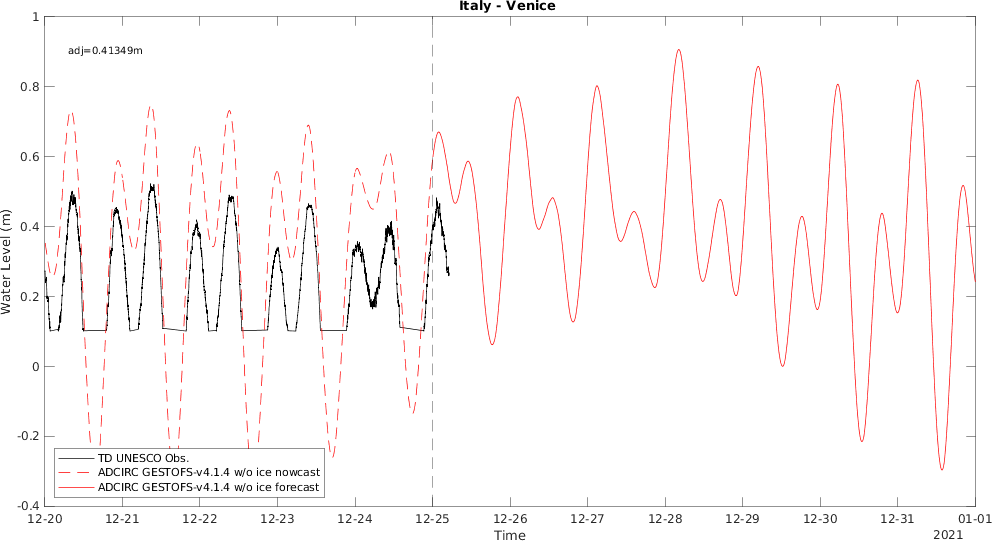 Italy - Venice
adj=0.41349m
Water Level (m)
1
0.8
0.6
0.4
0.2
0
-0.2
-0.4
TD UNESCO Obs.
ADCIRC GESTOFS-v4.1.4 w/o ice nowcast
ADCIRC GESTOFS-v4.1.4 w/o ice forecast
12-20 12-21 12-22 12-23 12-24 12-25 12-26 12-27 12-28 12-29 12-30 12-31 01-01
Time
2021